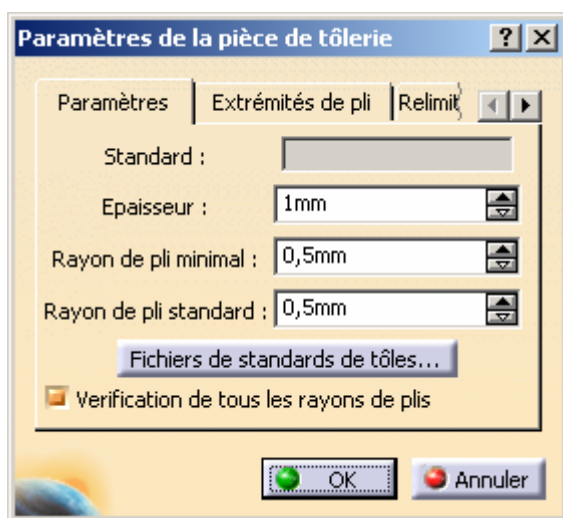 Paramètres de la pièce de tôlerie
Paramètres Extrémités de pli Relimit
Standard :
Epaisseur : 1mm
Rayon de pli minimal : 0,5mm
Rayon de pli standard : 0,5mm
Fichiers de standards de tôles...
Verification de tous les rayons de plis
OK Annuler